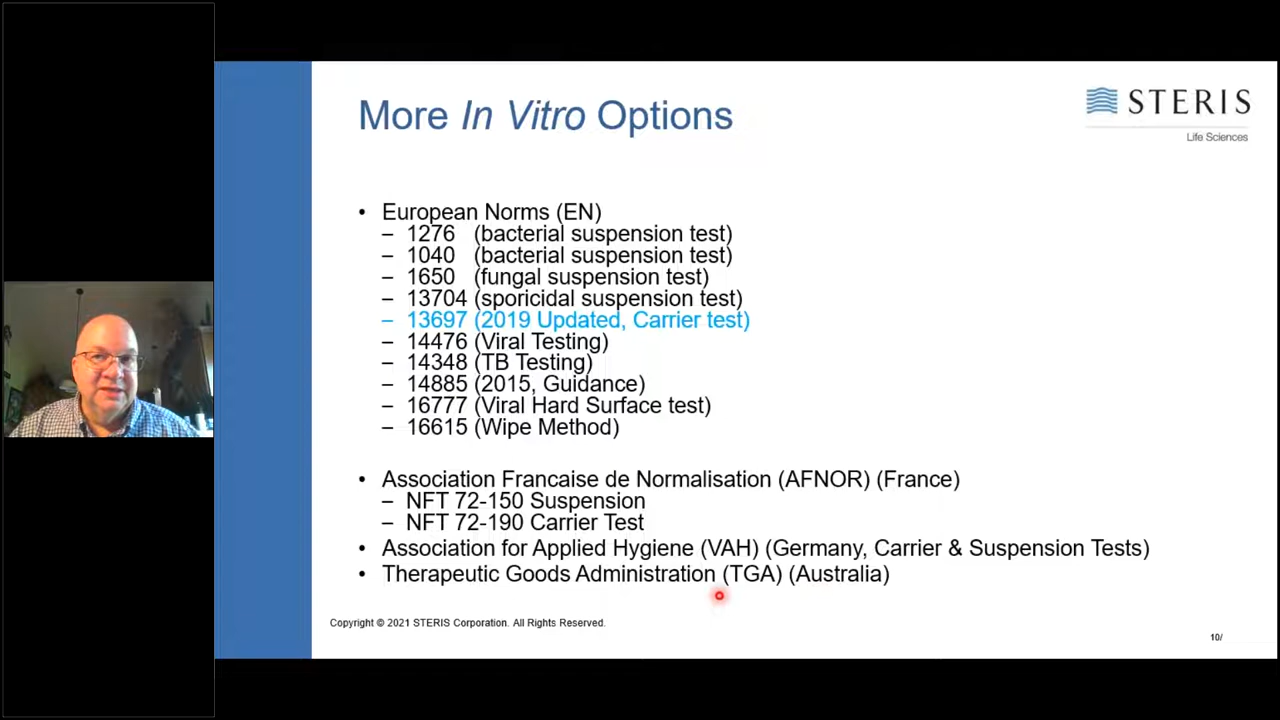 More In Vitro Options
STERIS
Life Sciences
• European Norms (EN)
– 1276 (bacterial suspension test)
– 1040 (bacterial suspension test)
– 1650 (fungal suspension test)
– 13704 (sporicidal suspension test)
– 13697 (2019 Updated, Carrier test)
– 14476 (Viral Testing)
– 14348 (TB Testing)
– 14885 (2015, Guidance)
– 16777 (Viral Hard Surface test)
– 16615 (Wipe Method)
• Association Francaise de Normalisation (AFNOR) (France)
– NFT 72-150 Suspension
– NFT 72-190 Carrier Test
• Association for Applied Hygiene (VAH) (Germany, Carrier & Suspension Tests)
• Therapeutic Goods Administration (TGA) (Australia)
Copyright © 2021 STERIS Corporation. All Rights Reserved.
10/